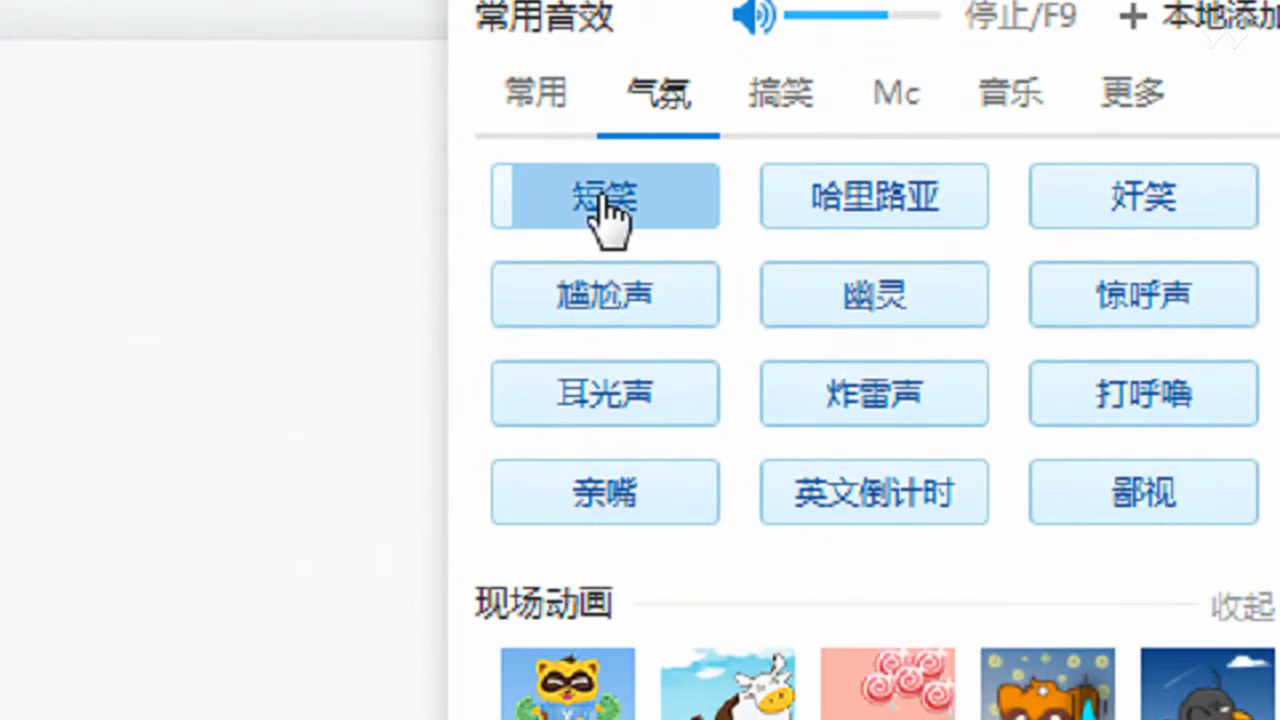 常用音效 停止/F9 + 本地添加
常用 气氛 搞笑 Mc 音乐 更多
短笑 哈里路亚 奸笑
尴尬声 幽灵 惊呼声
耳光声 炸雷声 打呼噜
亲嘴 英文倒计时 鄙视
现场动画 收起